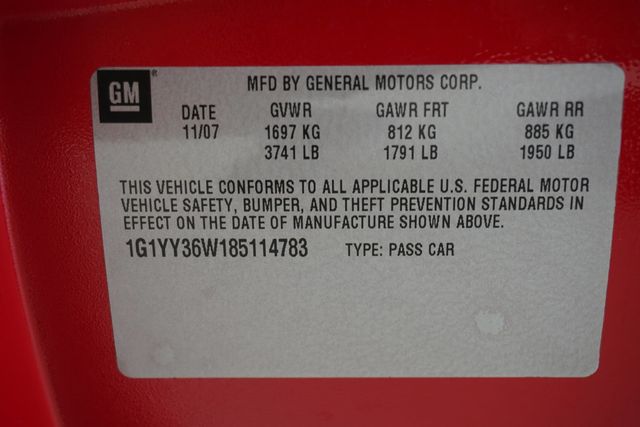 GM®
MFD BY GENERAL MOTORS CORP.
DATE GVWR GAWR FRT GAWR RR
11/07 1697 KG 812 KG 885 KG
3741 LB 1791 LB 1950 LB
THIS VEHICLE CONFORMS TO ALL APPLICABLE U.S. FEDERAL MOTOR
VEHICLE SAFETY, BUMPER, AND THEFT PREVENTION STANDARDS IN
EFFECT ON THE DATE OF MANUFACTURE SHOWN ABOVE.
1G1YY36W185114783 TYPE: PASS CAR